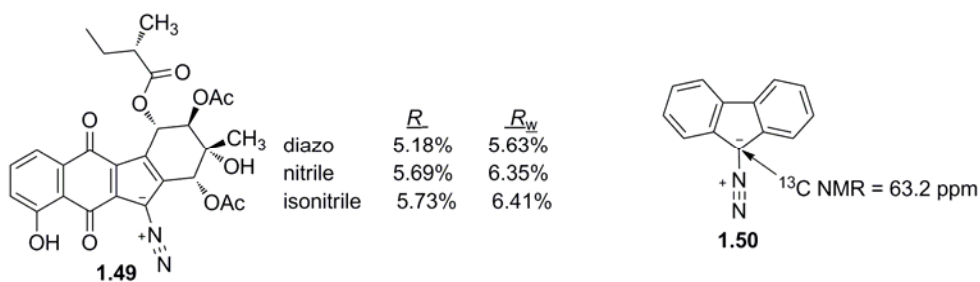 CH3
O
O
OAc
O
CH3
OH
OAc
OH
O
N
+
-
N
1.49
R Rw
diazo 5.18% 5.63%
nitrile 5.69% 6.35%
isonitrile 5.73% 6.41%
-
+
N
N
13C NMR = 63.2 ppm
1.50